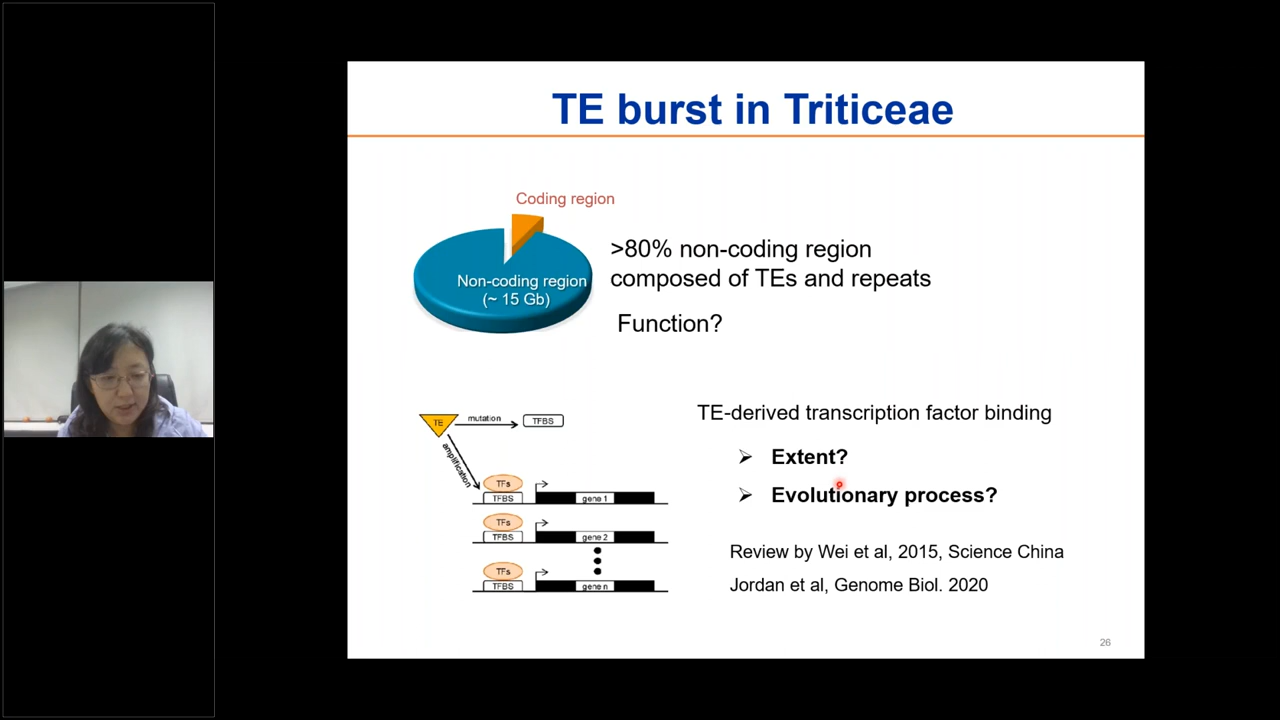 TE burst in Triticeae
Coding region
Non-coding region
(~ 15 Gb)
>80% non-coding region
composed of TEs and repeats
Function?
TE
mutation
TFBS
amplification
TFs
TFBS
gene 1
TFs
TFBS
gene 2
TFs
TFBS
gene n
TE-derived transcription factor binding
➢ Extent?
➢ Evolutionary process?
Review by Wei et al, 2015, Science China
Jordan et al, Genome Biol. 2020
26